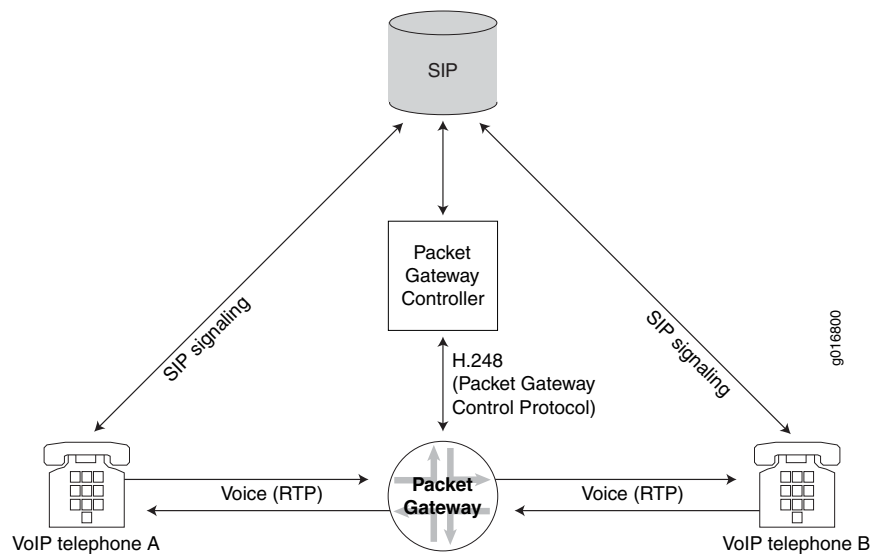 SIP
Packet
Gateway
Controller
SIP signaling
SIP signaling
g016800
H.248
(Packet Gateway
Control Protocol)
Voice (RTP)
Packet
Gateway
Voice (RTP)
VoIP telephone A
VoIP telephone B